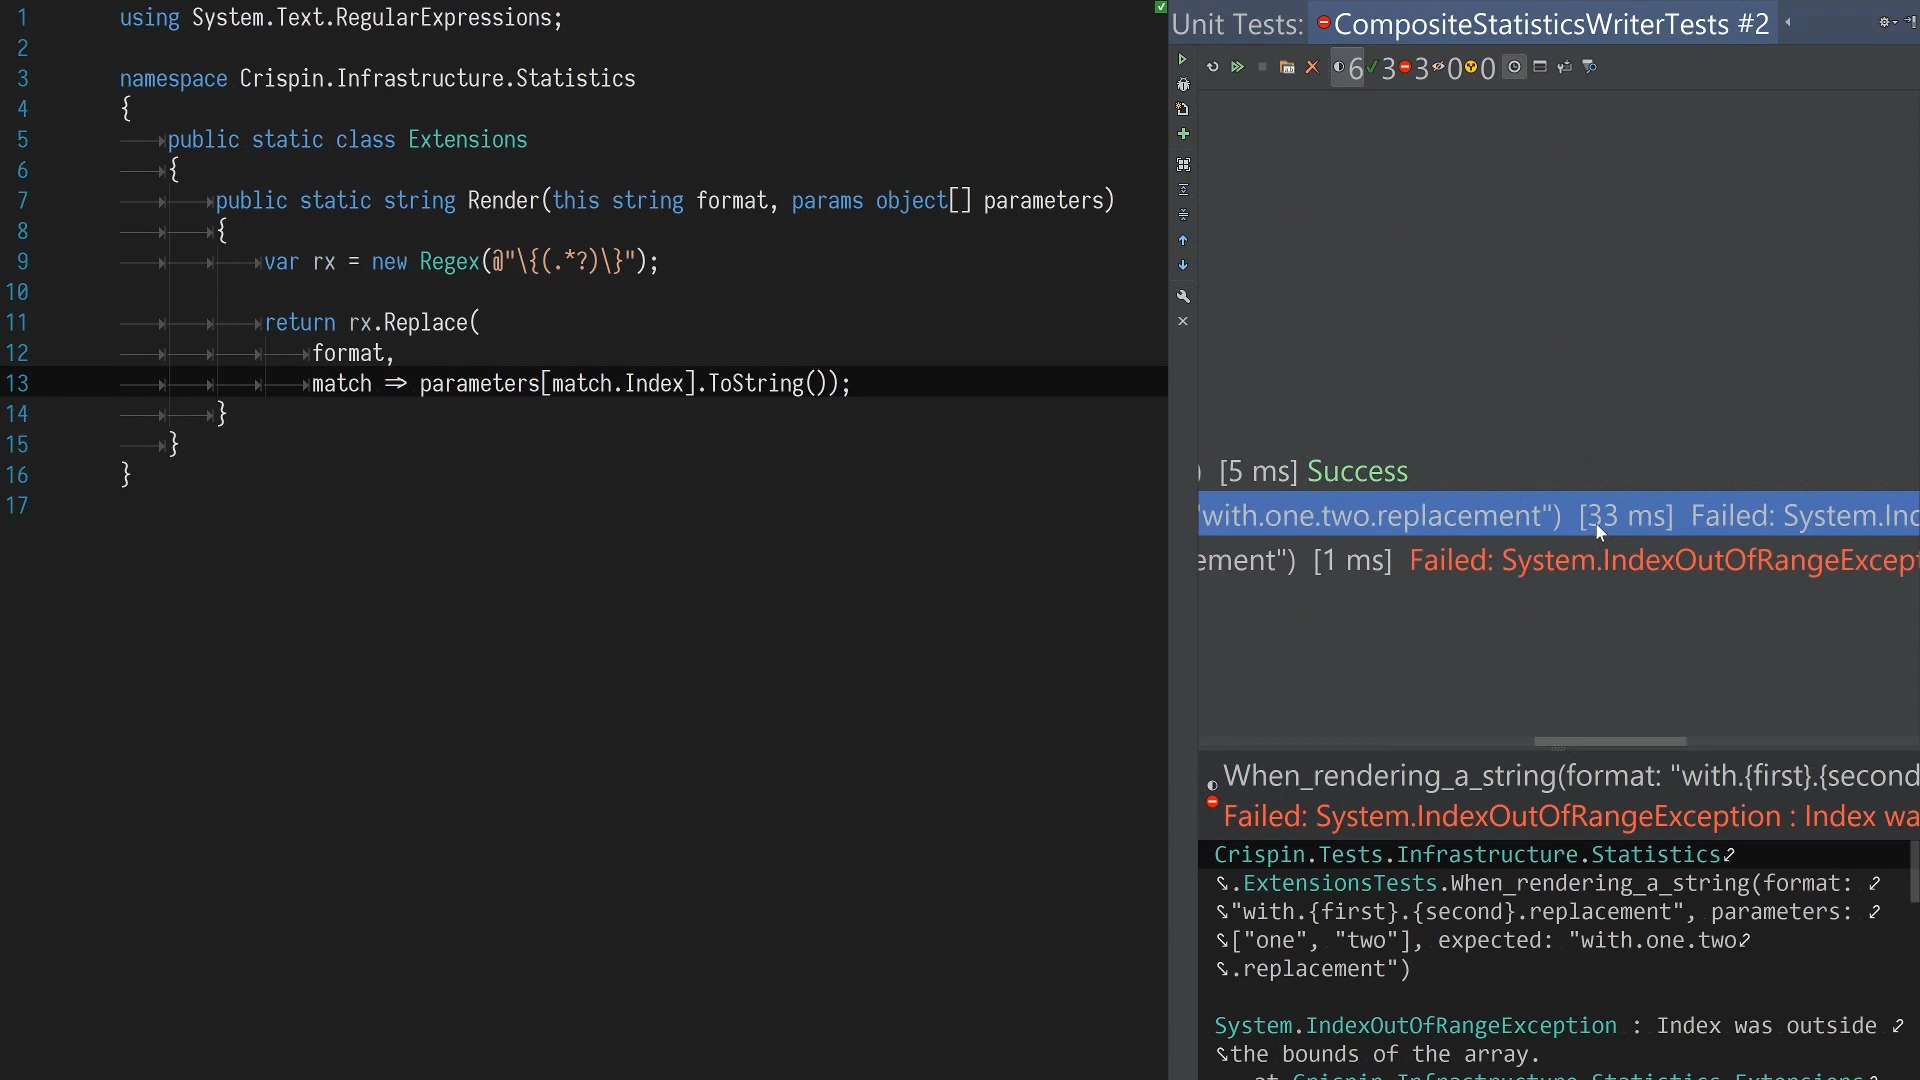 1 using System.Text.RegularExpressions;
2
3 namespace Crispin.Infrastructure.Statistics
4 {
5 public static class Extensions
6 {
7 public static string Render(this string format, params object[] parameters)
8 {
9 var rx = new Regex(@"\{(.*?)\}");
10
11 return rx.Replace(
12 format,
13 match => parameters[match.Index].ToString());
14 }
15 }
16 }
17
Unit Tests: CompositeStatisticsWriterTests #2
6 3 3 0 0
) [5 ms] Success
"with.one.two.replacement") [33 ms] Failed: System.Ind
ement") [1 ms] Failed: System.IndexOutOfRangeExcept
When_rendering_a_string(format: "with.{first}.{second
Failed: System.IndexOutOfRangeException : Index wa
Crispin.Tests.Infrastructure.Statistics
.ExtensionsTests.When_rendering_a_string(format:
"with.{first}.{second}.replacement", parameters:
["one", "two"], expected: "with.one.two
.replacement")
System.IndexOutOfRangeException : Index was outside
the bounds of the array.
at Crispin.Infrastructure.Statistics.Extensions